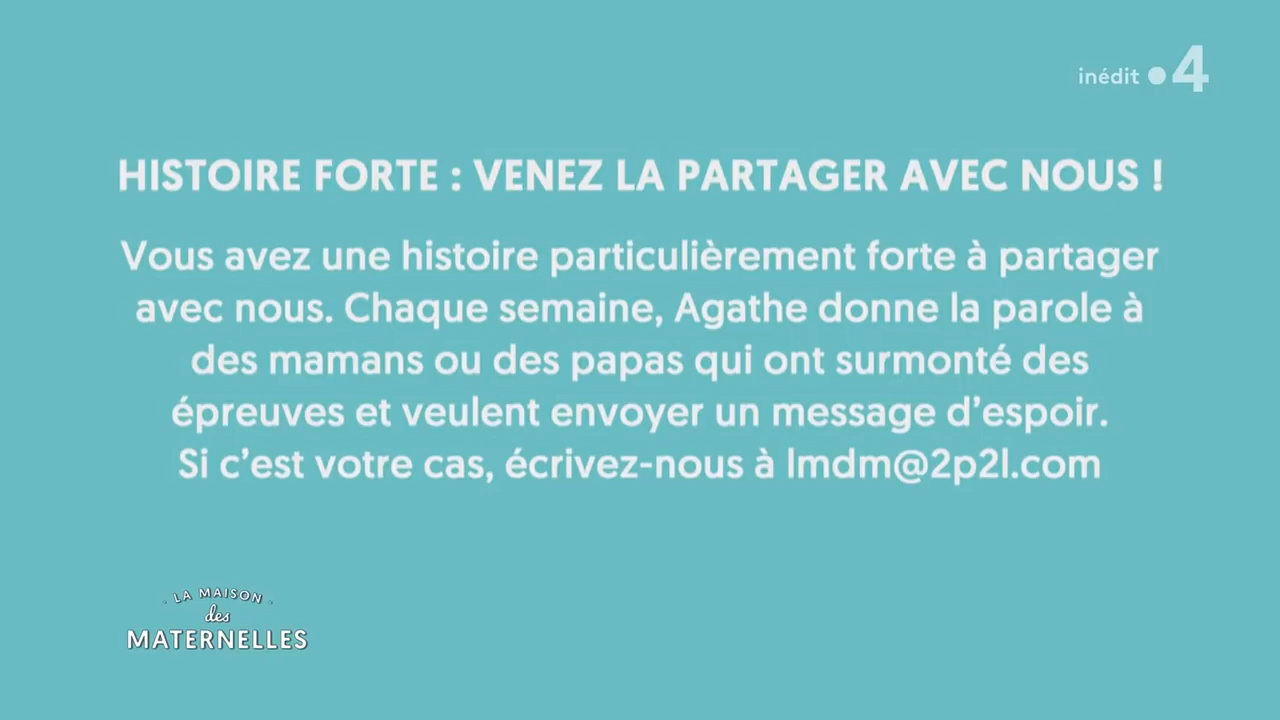 inédit 4
HISTOIRE FORTE : VENEZ LA PARTAGER AVEC NOUS !
Vous avez une histoire particulièrement forte à partager
avec nous. Chaque semaine, Agathe donne la parole à
des mamans ou des papas qui ont surmonté des
épreuves et veulent envoyer un message d’espoir.
Si c’est votre cas, écrivez-nous à lmdm@2p2l.com
LA MAISON
des
MATERNELLES